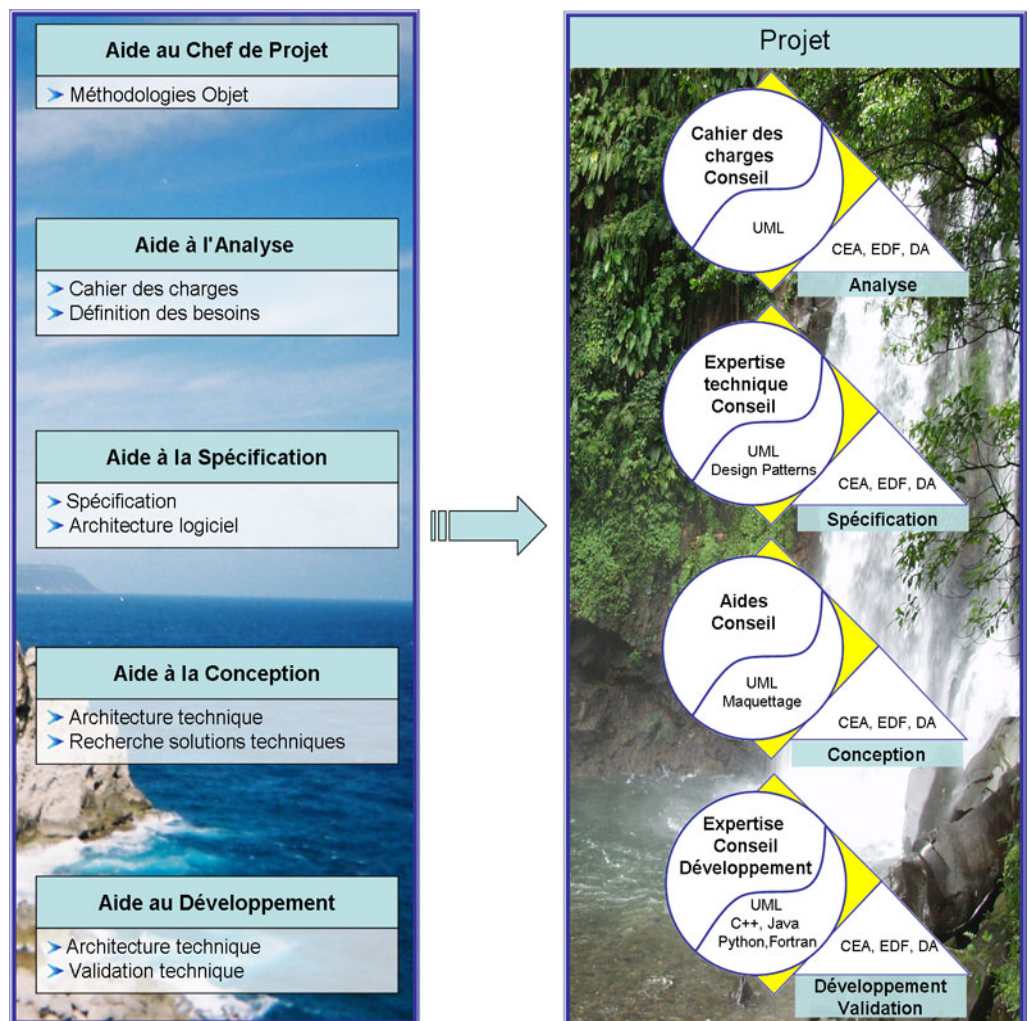 Aide au Chef de Projet
Méthodologies Objet
Aide à l'Analyse
Cahier des charges
Définition des besoins
Aide à la Spécification
Spécification
Architecture logiciel
Aide à la Conception
Architecture technique
Recherche solutions techniques
Aide au Développement
Architecture technique
Validation technique
Projet
Cahier des
charges
Conseil
UML
CEA, EDF, DA
Analyse
Expertise
technique
Conseil
UML
Design Patterns
CEA, EDF, DA
Spécification
Aides
Conseil
UML
Maquettage
CEA, EDF, DA
Conception
Expertise
Conseil
Développement
UML
C++, Java
Python,Fortran
CEA, EDF, DA
Développement
Validation